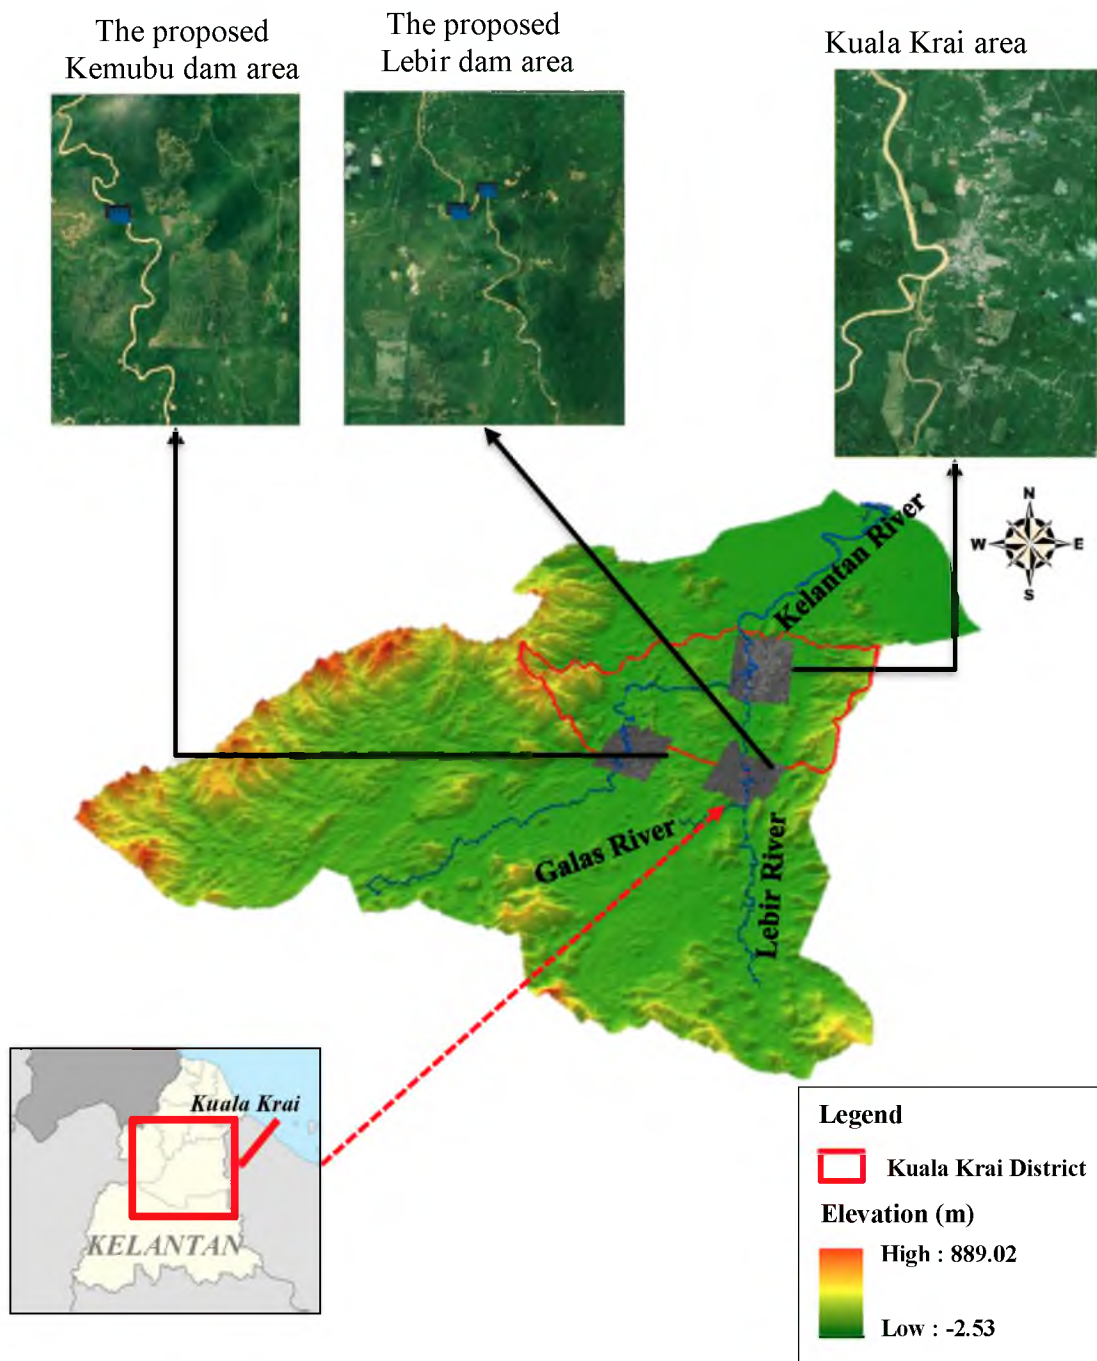 The proposed
Kemubu dam area
The proposed
Lebir dam area
Kuala Krai area
N
W
E
S
Kelantan River
Galas River
Lebir River
Kuala Krai
KELANTAN
Legend
Kuala Krai District
Elevation (m)
High : 889.02
Low : -2.53